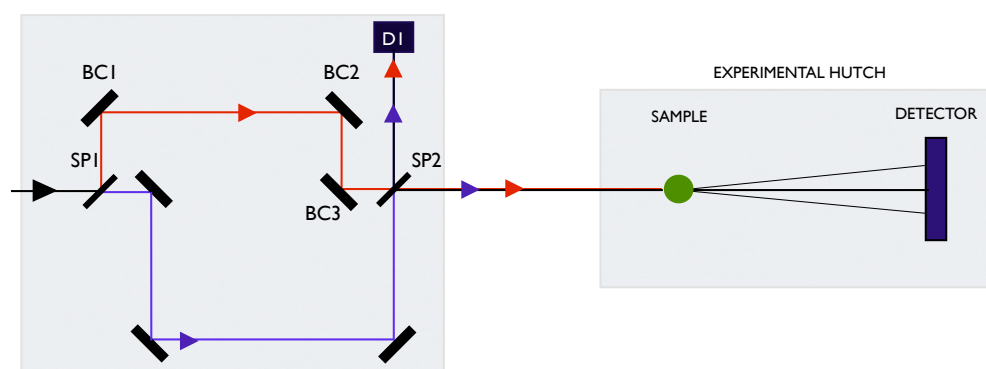 D1
BC1
BC2
EXPERIMENTAL HUTCH
SAMPLE
DETECTOR
SP1
SP2
BC3